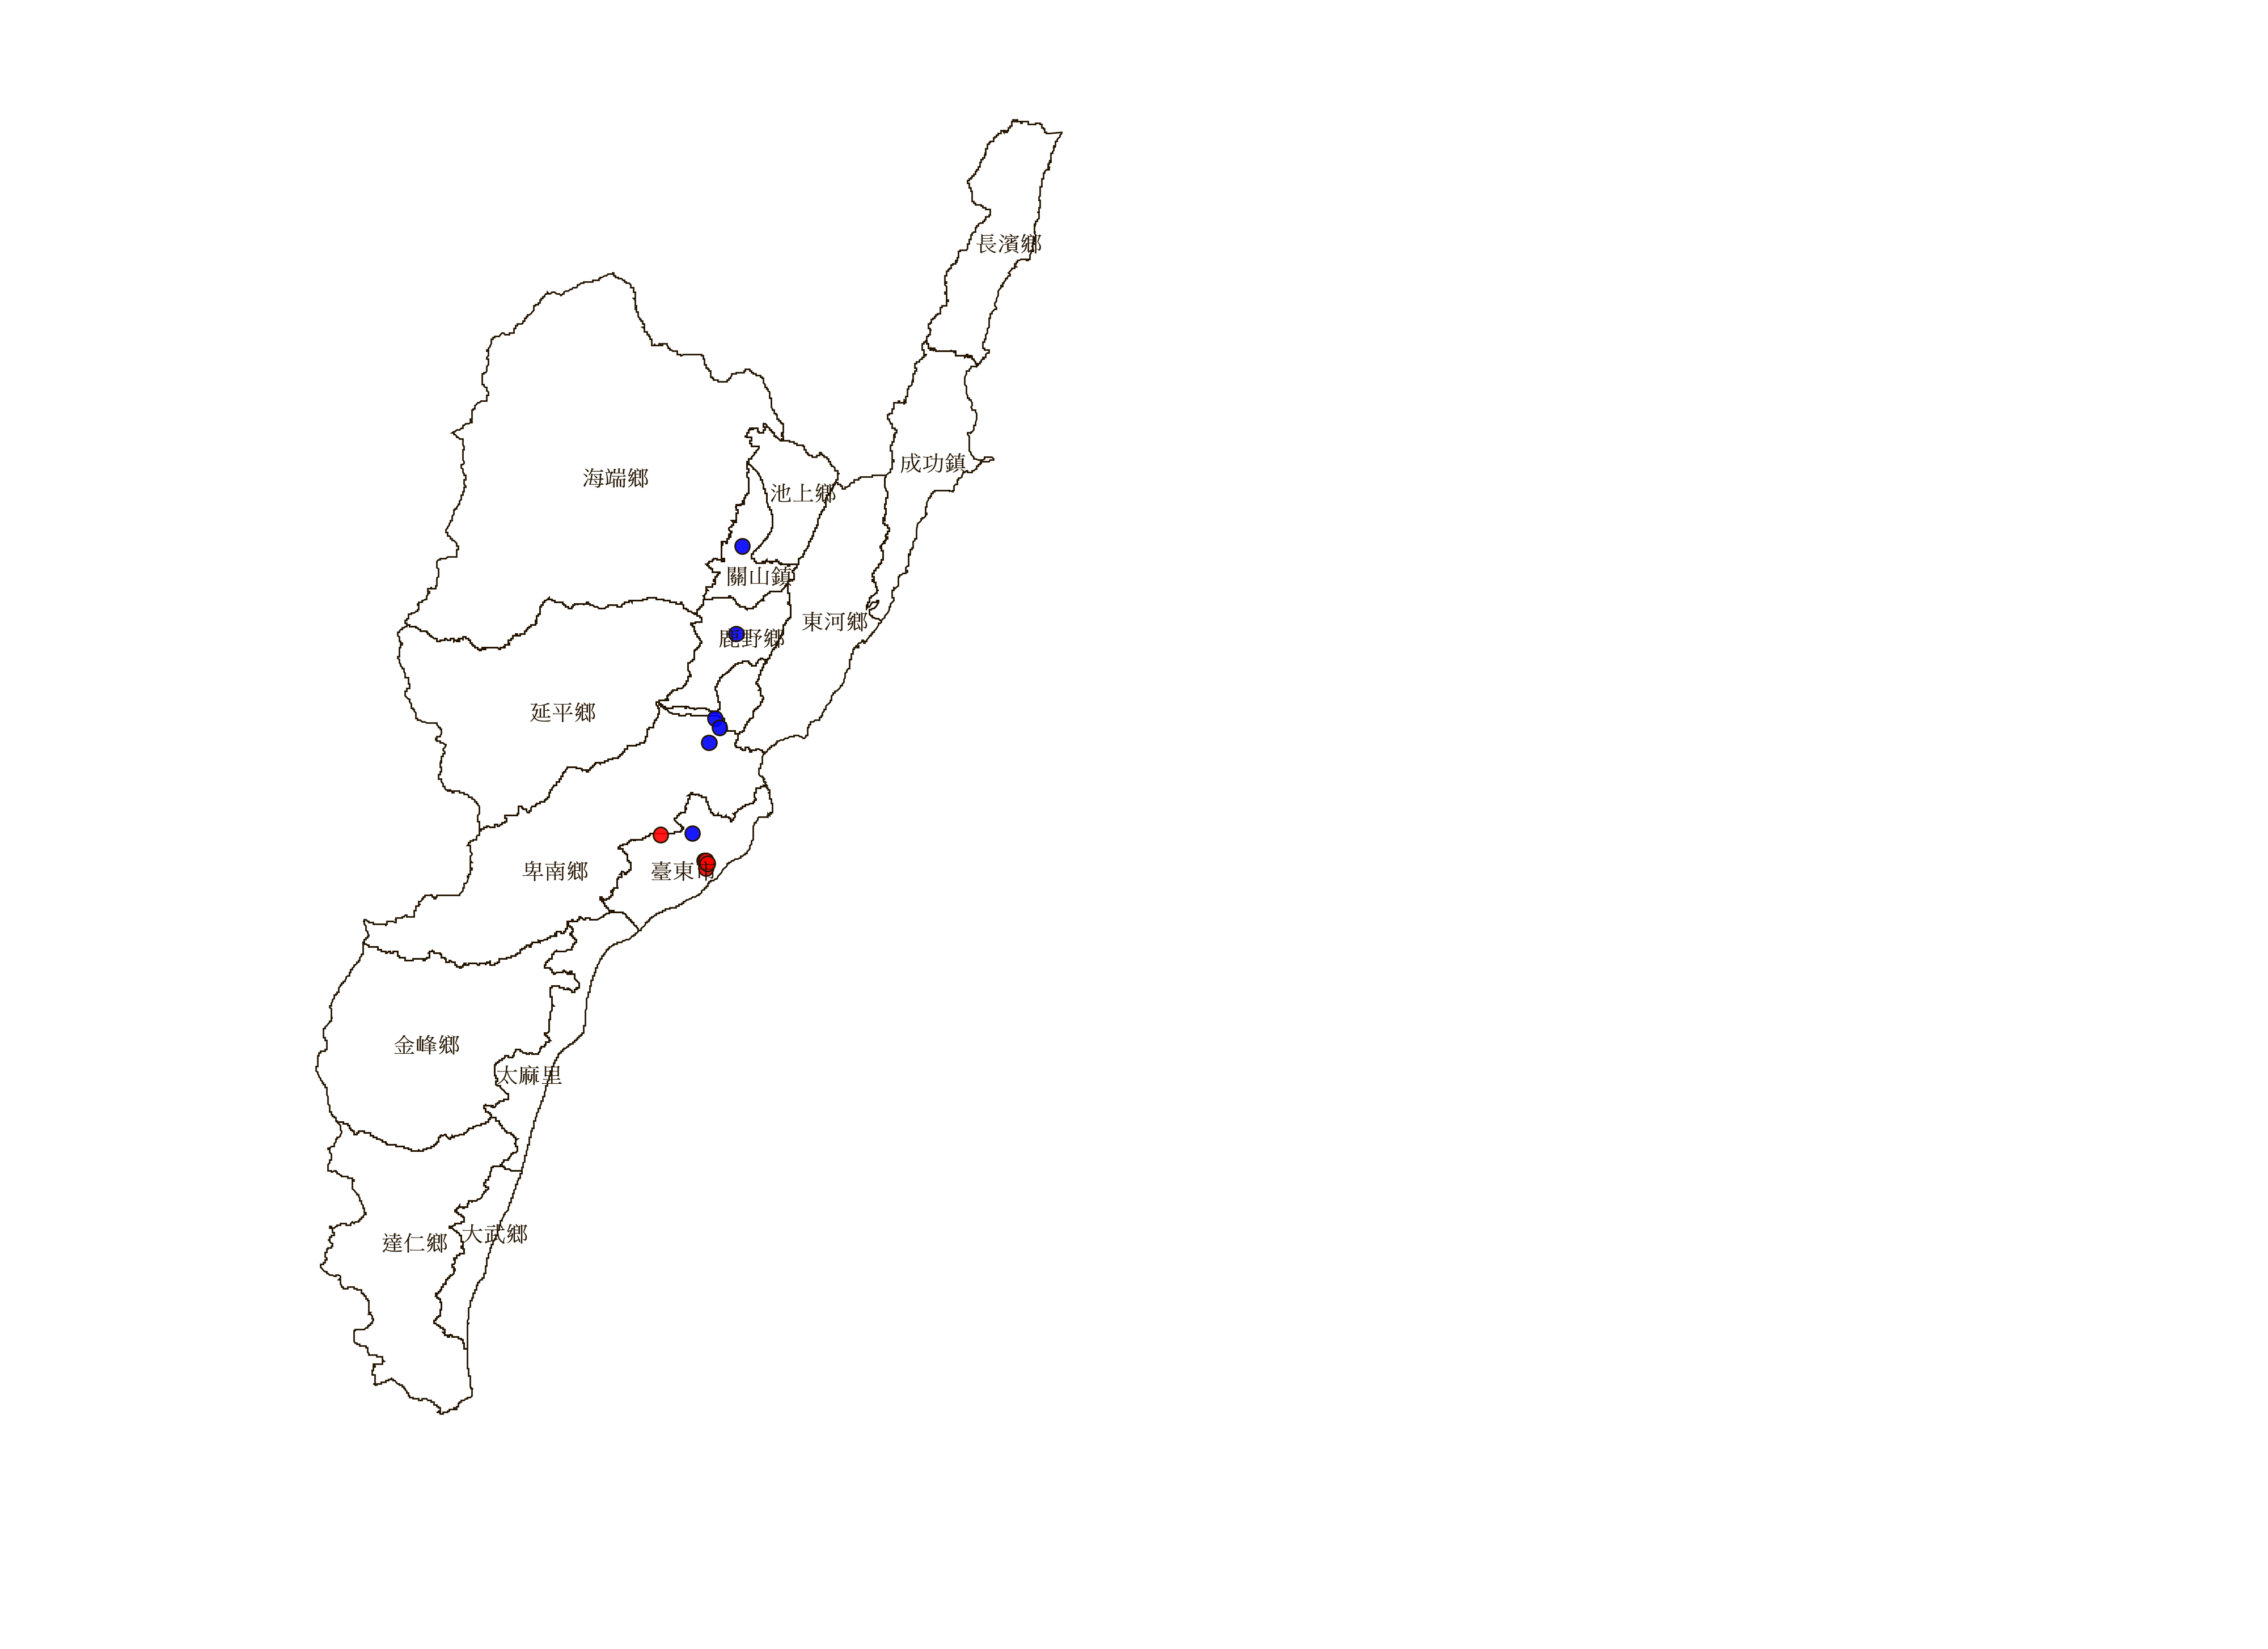 長濱鄉
成功鎮
海端鄉
池上鄉
關山鎮
東河鄉
鹿野鄉
延平鄉
卑南鄉
臺東市
金峰鄉
太麻里
大武鄉
達仁鄉